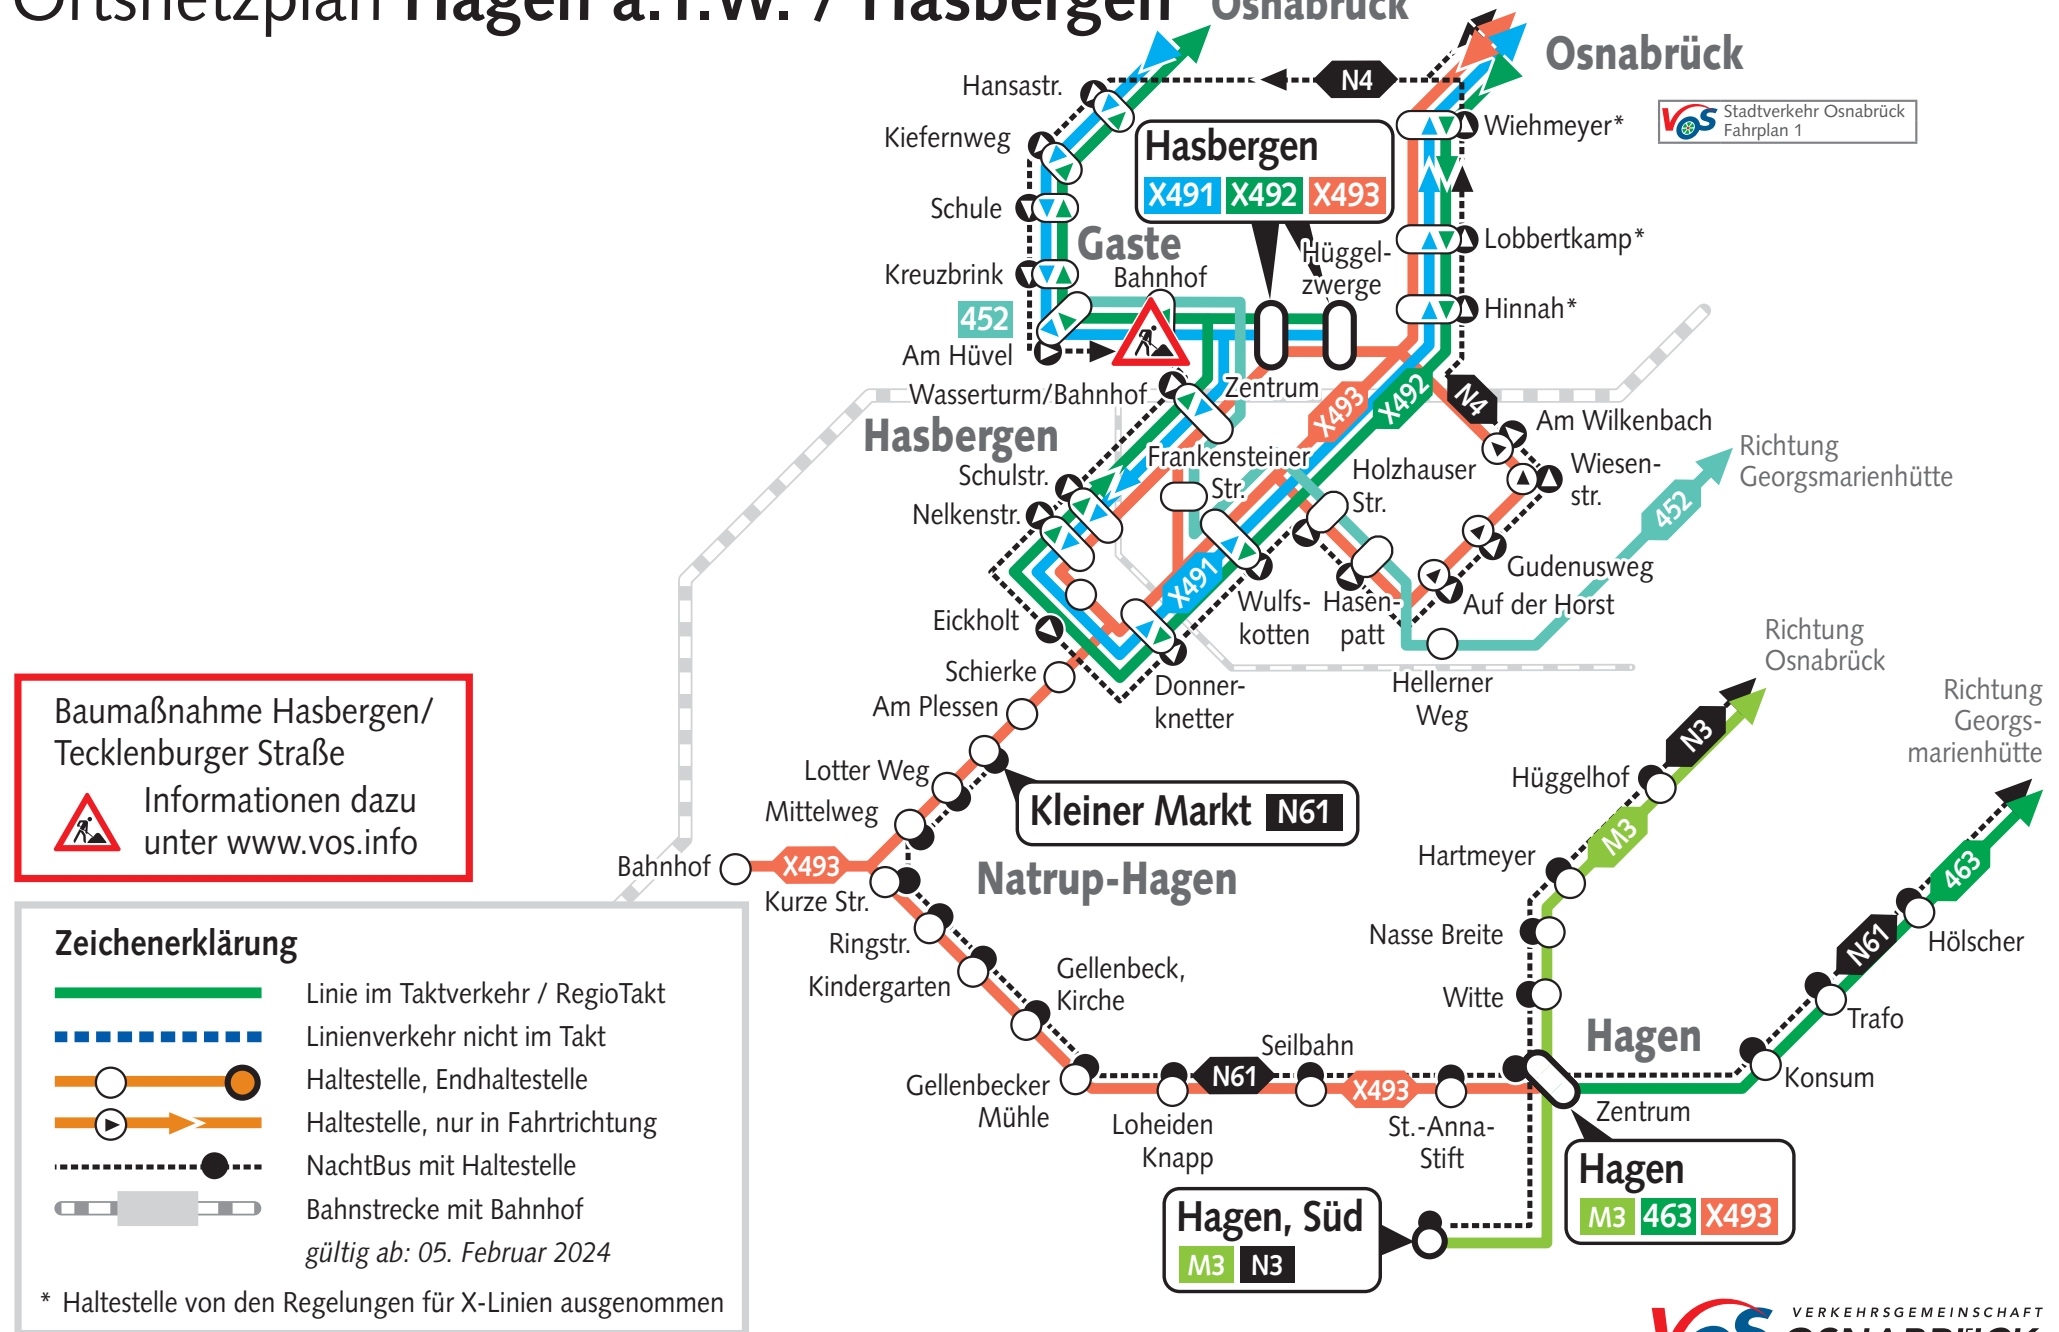 Ortsnetzplan Hagen a.T.W. / Hasbergen
Osnabrück
Osnabrück
Stadtverkehr Osnabrück
Fahrplan 1
VOS
Hansastr.
N4
Kiefernweg
Wiehmeyer*
Hasbergen
X491 X492 X493
Schule
Gaste
Lobbertkamp*
Hüggel-
zwerge
Kreuzbrink
Bahnhof
Hinnah*
452
Am Hüvel
Wasserturm/Bahnhof
Zentrum
X493
X492
N4
Am Wilkenbach
Hasbergen
Richtung
Georgsmarienhütte
Frankensteiner
Str.
Holzhauser
Str.
Wiesen-
str.
Schulstr.
Nelkenstr.
452
X491
Gudenusweg
Wulfs-
kotten
Hasen-
patt
Auf der Horst
Eickholt
Richtung
Osnabrück
Schierke
Donner-
knetter
Hellerner
Weg
Am Plessen
Richtung
Georgs-
marienhütte
Baumaßnahme Hasbergen/
Tecklenburger Straße
Informationen dazu
unter www.vos.info
N3
Lotter Weg
Hüggelhof
Kleiner Markt N61
Mittelweg
M3
Bahnhof
X493
Hartmeyer
Natrup-Hagen
463
Kurze Str.
Ringstr.
Nasse Breite
N61
Hölscher
Kindergarten
Gellenbeck,
Kirche
Witte
Trafo
Hagen
Seilbahn
Gellenbecker
Mühle
N61
X493
Konsum
Loheiden
Knapp
St.-Anna-
Stift
Zentrum
Hagen
M3 463 X493
Hagen, Süd
M3 N3
Zeichenerklärung
Linie im Taktverkehr / RegioTakt
Linienverkehr nicht im Takt
Haltestelle, Endhaltestelle
Haltestelle, nur in Fahrtrichtung
NachtBus mit Haltestelle
Bahnstrecke mit Bahnhof
gültig ab: 05. Februar 2024
* Haltestelle von den Regelungen für X-Linien ausgenommen
VOS
VERKEHRSGEMEINSCHAFT
OSNABRÜCK